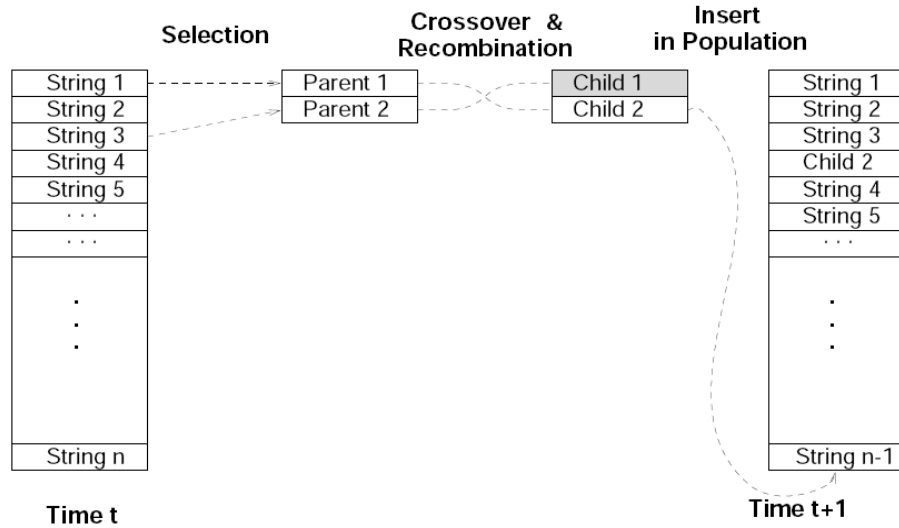 Selection
Crossover & Recombination
Insert in Population
String 1
String 2
String 3
String 4
String 5
. . .
. . .
.
.
.
String n
Time t
Parent 1
Parent 2
Child 1
Child 2
String 1
String 2
String 3
Child 2
String 4
String 5
. . .
.
.
.
String n-1
Time t+1